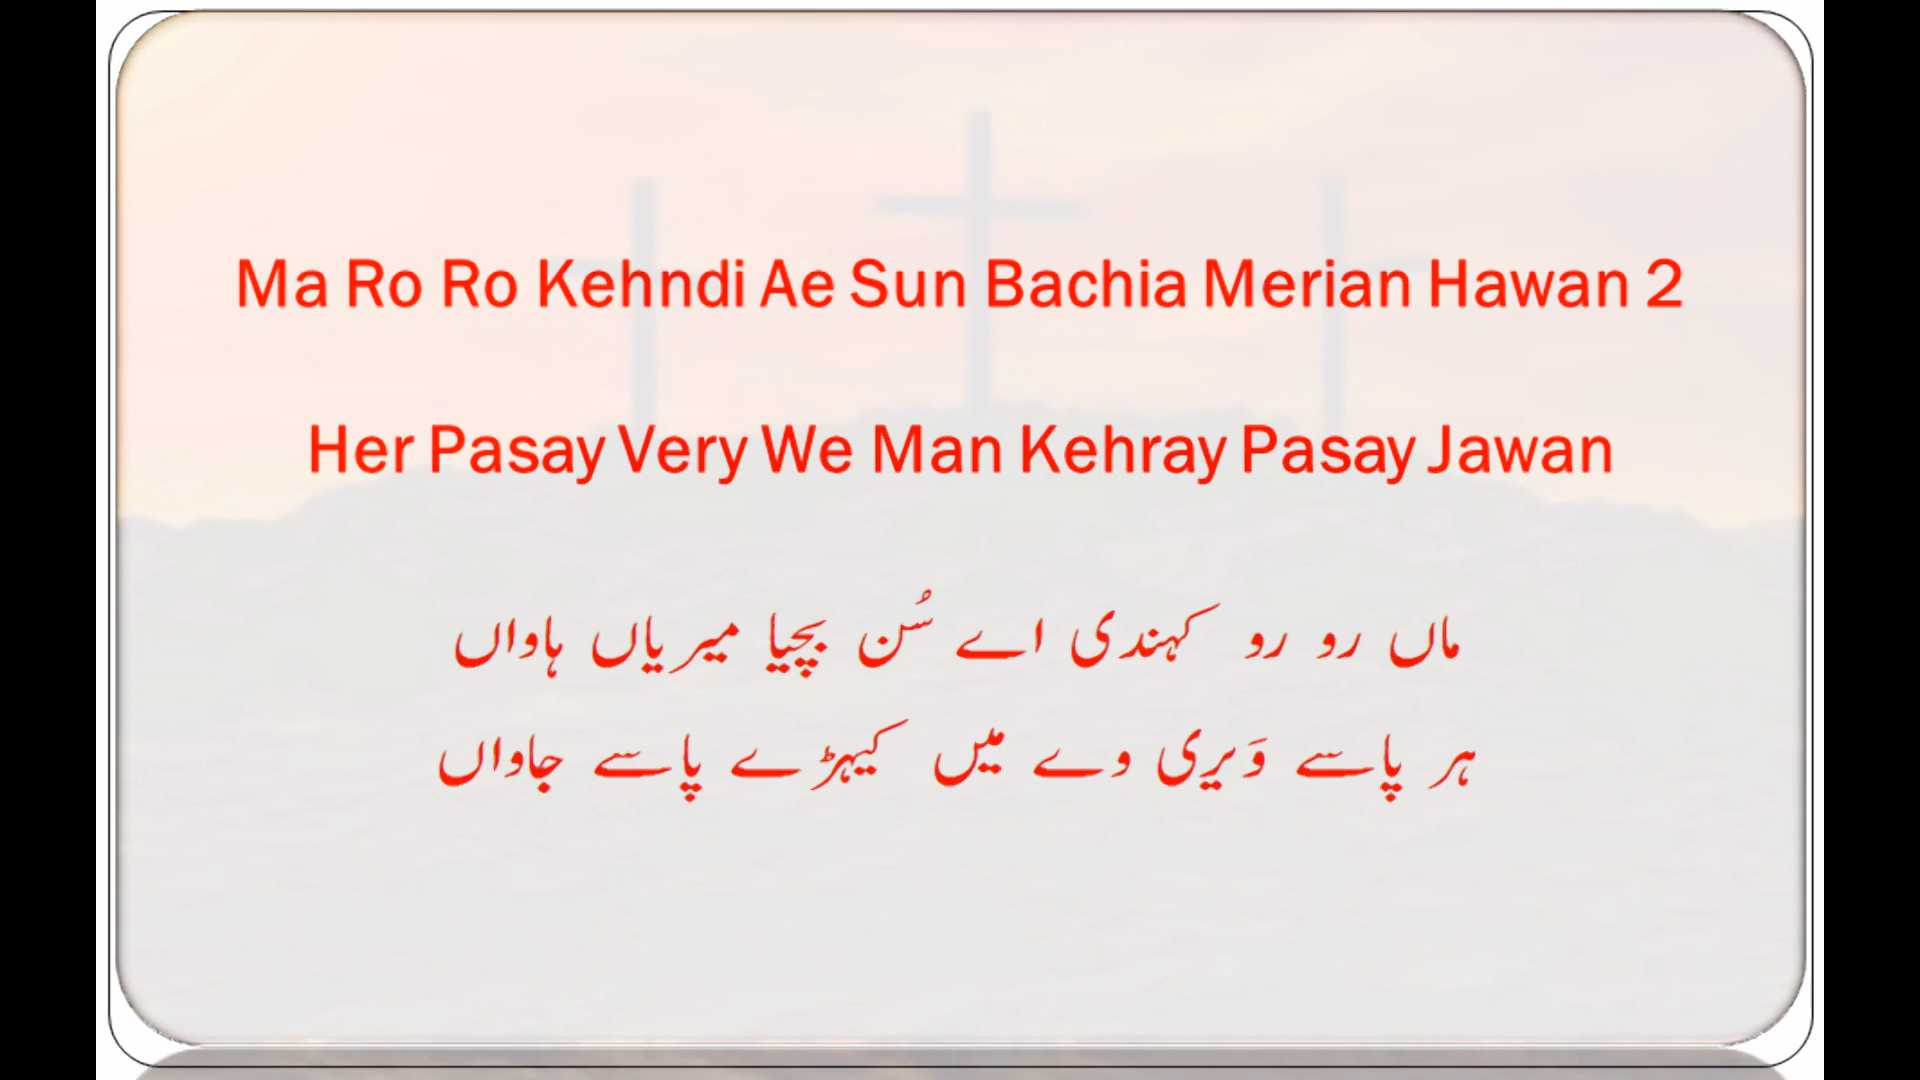 Ma Ro Ro Kehndi Ae Sun Bachia Merian Hawan 2
Her Pasay Very We Man Kehray Pasay Jawan
ماں رو رو کہندی اے سُن بچیا میریاں ہاواں
ہر پاسے وَیری وے میں کیہڑے پاسے جاواں